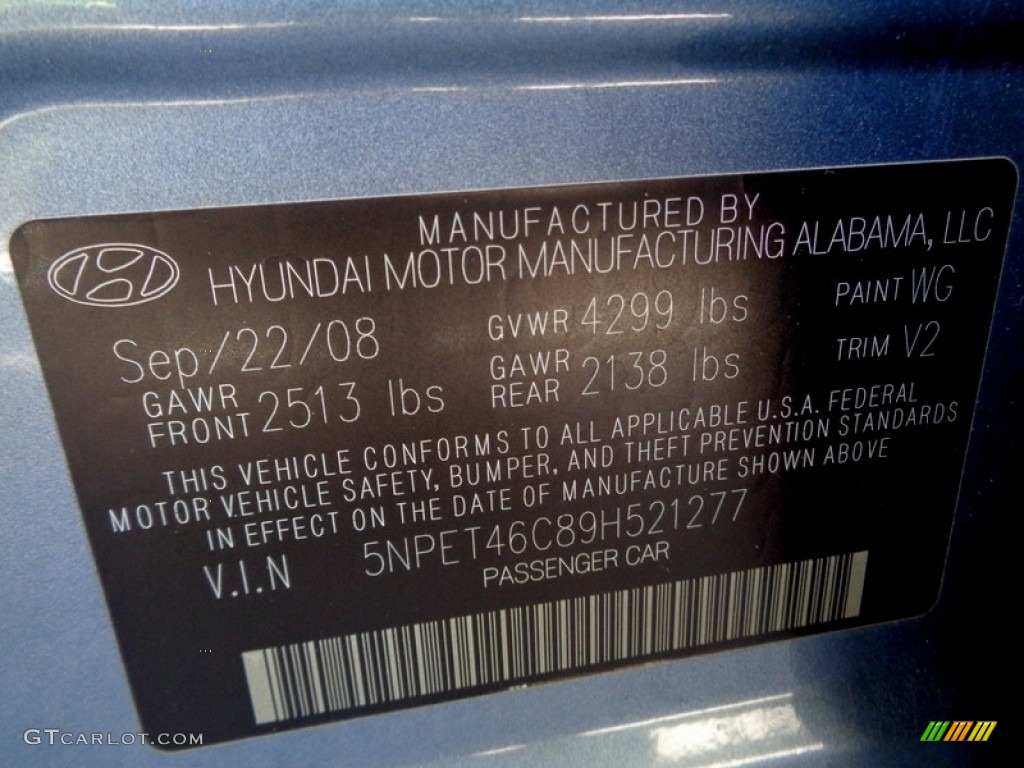 MANUFACTURED BY
HYUNDAI MOTOR MANUFACTURING ALABAMA, LLC
Sep/22/08 GVWR 4299 lbs PAINT WG
GAWR FRONT 2513 lbs GAWR REAR 2138 lbs TRIM V2
THIS VEHICLE CONFORMS TO ALL APPLICABLE U.S.A. FEDERAL
MOTOR VEHICLE SAFETY, BUMPER, AND THEFT PREVENTION STANDARDS
IN EFFECT ON THE DATE OF MANUFACTURE SHOWN ABOVE
V.I.N 5NPET46C89H521277
PASSENGER CAR
GTCARLOT.COM